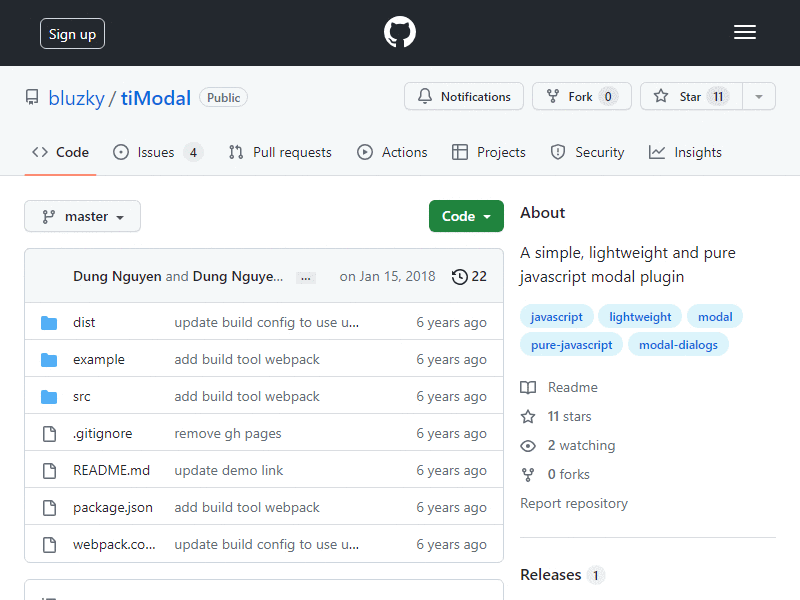 Sign up
bluzky / tiModal Public
Notifications
Fork 0
Star 11
Code
Issues 4
Pull requests
Actions
Projects
Security
Insights
master
Code
Dung Nguyen and Dung Nguye... ... on Jan 15, 2018 22
dist update build config to use u... 6 years ago
example add build tool webpack 6 years ago
src add build tool webpack 6 years ago
.gitignore remove gh pages 6 years ago
README.md update demo link 6 years ago
package.json add build tool webpack 6 years ago
webpack.co... update build config to use u... 6 years ago
About
A simple, lightweight and pure
javascript modal plugin
javascript lightweight modal
pure-javascript modal-dialogs
Readme
11 stars
2 watching
0 forks
Report repository
Releases 1